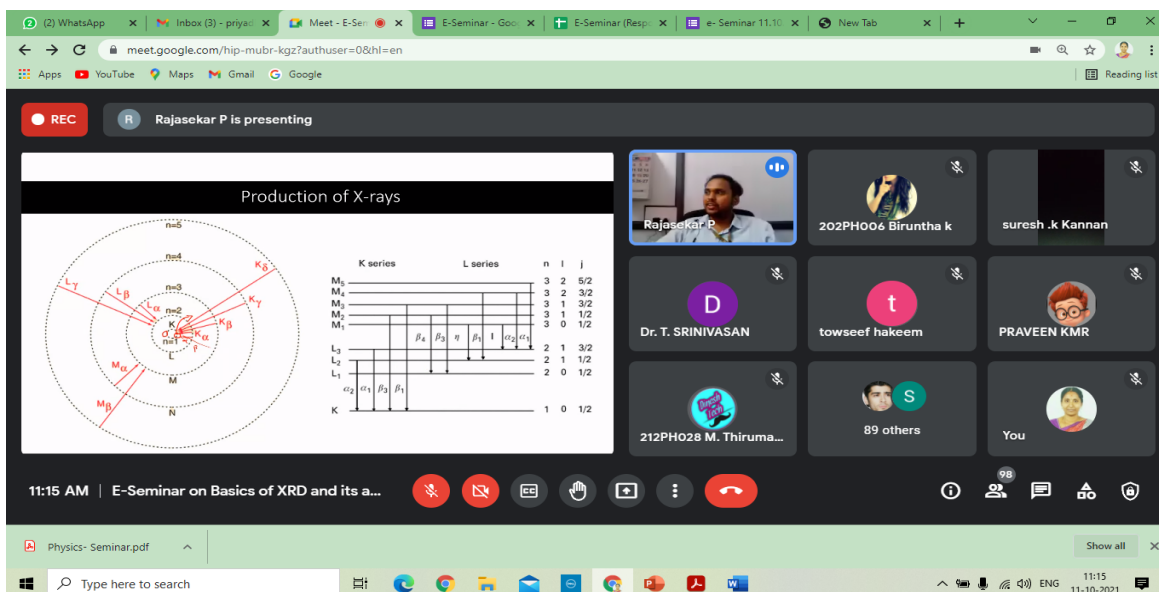 (2) WhatsApp
Inbox (3) - priyad
Meet - E-Sem
E-Seminar - Goo
E-Seminar (Resp
e- Seminar 11.10
New Tab
meet.google.com/hip-mubr-kgz?authuser=0&hl=en
Apps YouTube Maps Gmail Google
Reading list
REC
R Rajasekar P is presenting
Production of X-rays
n=5
n=4
n=3
n=2
n=1
K
L
M
N
Lγ
Lβ
Lα
Kδ
Kγ
Kβ
Kα
Mα
Mβ
K series L series n l j
M5 3 2 5/2
M4 3 2 3/2
M3 3 1 3/2
M2 3 1 1/2
M1 3 0 1/2
β4 β3 η β1 l α2 α1
L3 2 1 3/2
L2 2 1 1/2
L1 2 0 1/2
α2 α1 β3 β1
K 1 0 1/2
Rajasekar P
202PH006 Biruntha k
suresh .k Kannan
D
Dr. T. SRINIVASAN
t
towseef hakeem
PRAVEEN KMR
212PH028 M. Thiruma...
S
89 others
You
11:15 AM | E-Seminar on Basics of XRD and its a...
CC
98
Physics- Seminar.pdf
Show all
Type here to search
ENG
11:15
11-10-2021